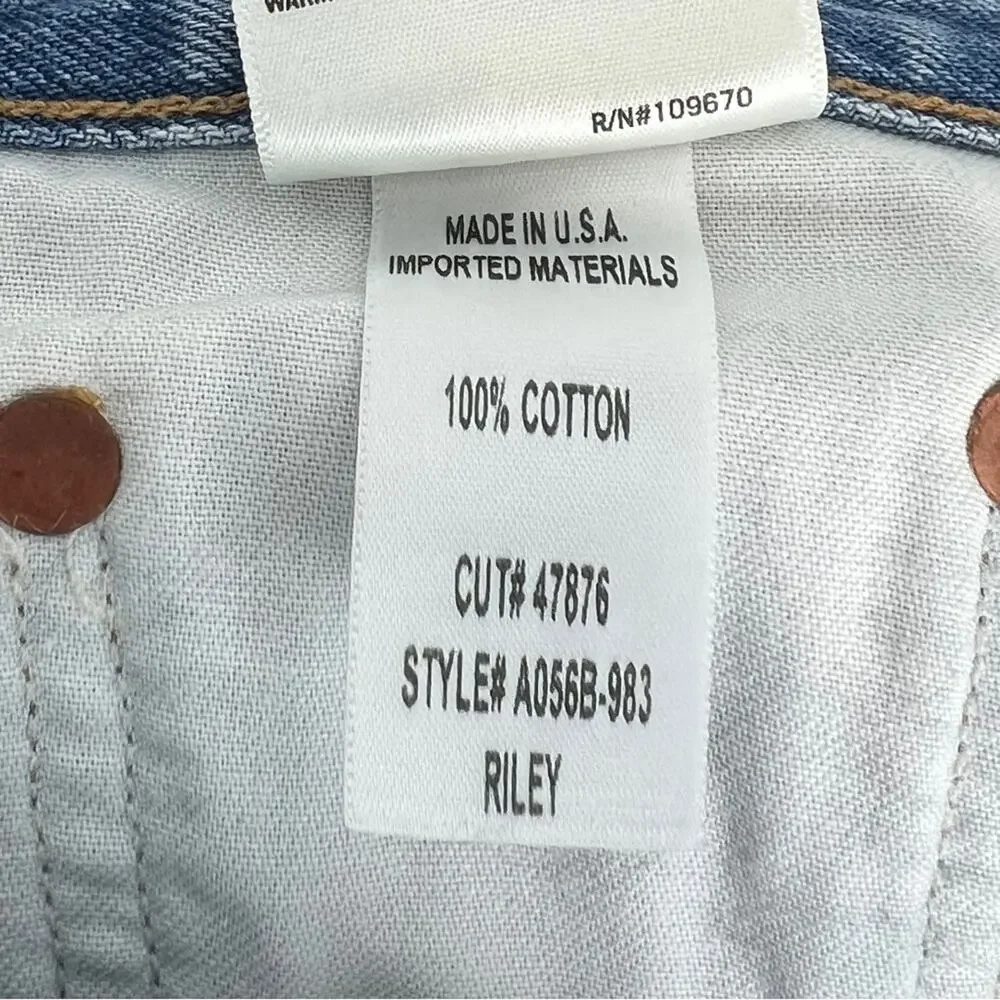 R/N#109670
MADE IN U.S.A.
IMPORTED MATERIALS
100% COTTON
CUT# 47876
STYLE# A056B-983
RILEY